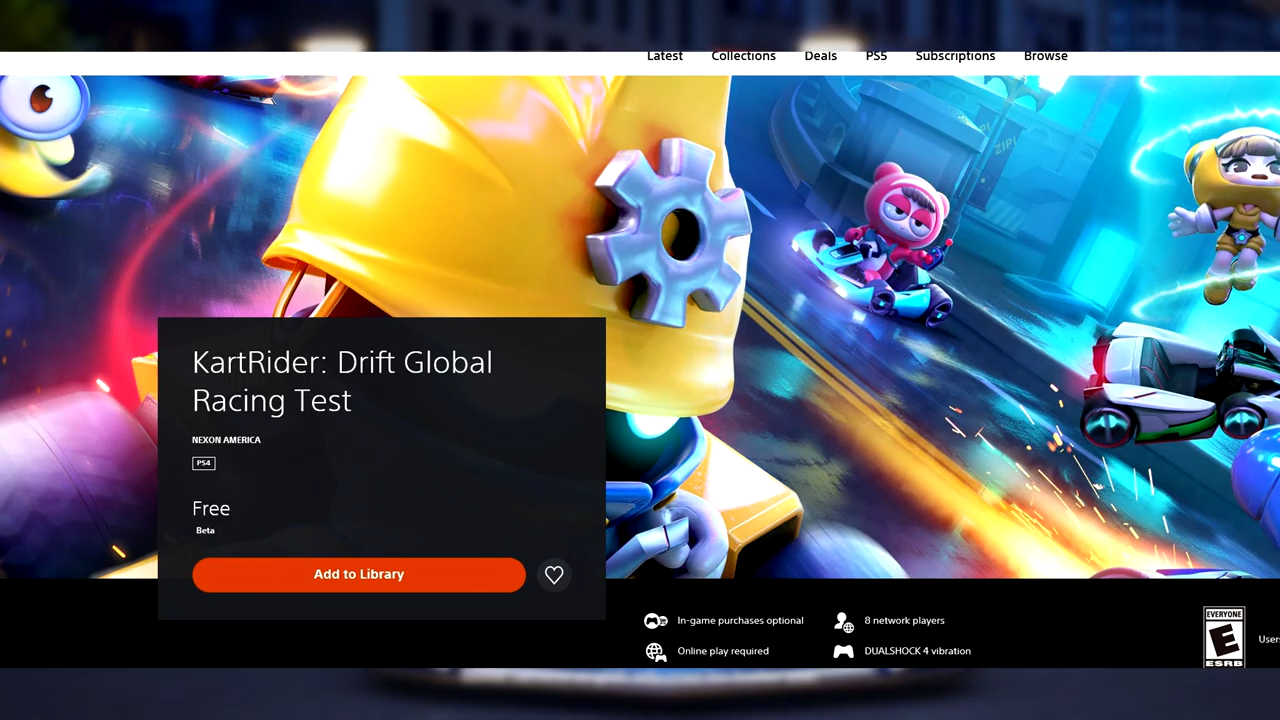 Latest Collections Deals PS5 Subscriptions Browse
ZIP!
KartRider: Drift Global
Racing Test
NEXON AMERICA
PS4
Free
Beta
Add to Library
In-game purchases optional
8 network players
Online play required
DUALSHOCK 4 vibration
EVERYONE
E
ESRB
Users